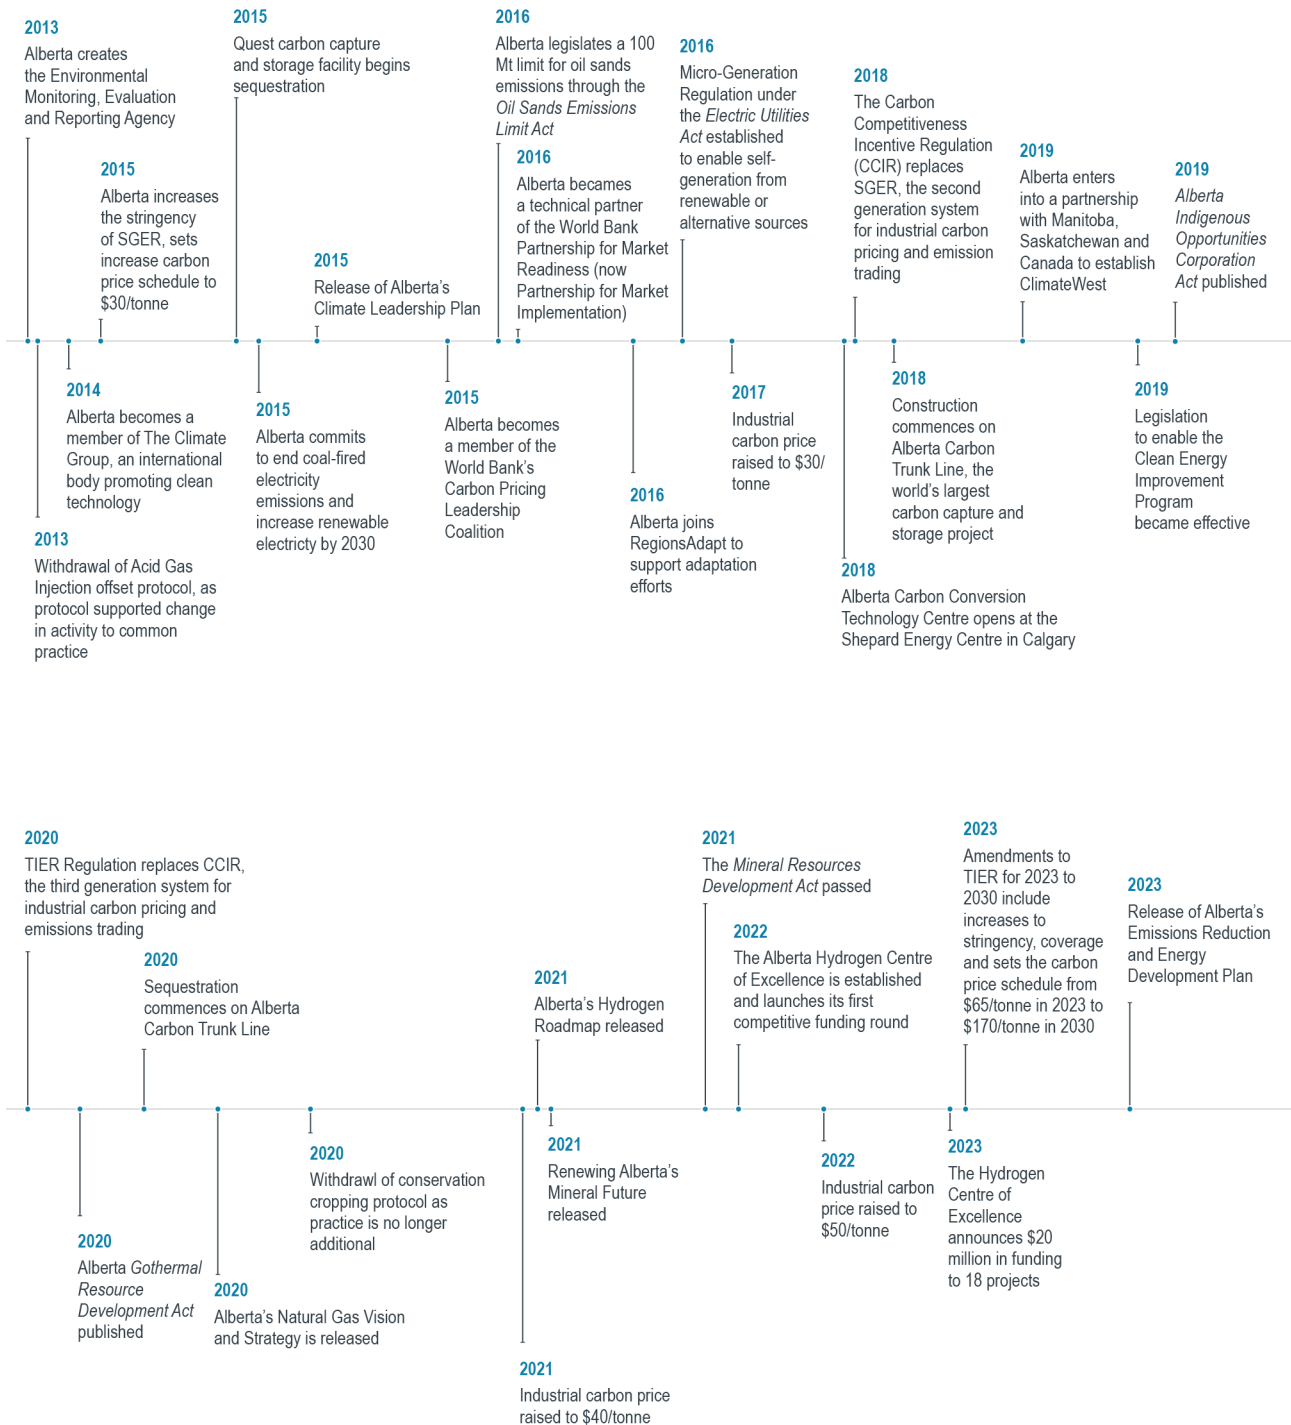 2013
Alberta creates
the Environmental
Monitoring, Evaluation
and Reporting Agency
2013
Withdrawal of Acid Gas
Injection offset protocol, as
protocol supported change
in activity to common
practice
2014
Alberta becomes a
member of The Climate
Group, an international
body promoting clean
technology
2015
Alberta increases
the stringency
of SGER, sets
increase carbon
price schedule to
$30/tonne
2015
Quest carbon capture
and storage facility begins
sequestration
2015
Alberta commits
to end coal-fired
electricity
emissions and
increase renewable
electricty by 2030
2015
Release of Alberta’s
Climate Leadership Plan
2015
Alberta becomes
a member of the
World Bank’s
Carbon Pricing
Leadership
Coalition
2016
Alberta legislates a 100
Mt limit for oil sands
emissions through the
Oil Sands Emissions
Limit Act
2016
Alberta becames
a technical partner
of the World Bank
Partnership for Market
Readiness (now
Partnership for Market
Implementation)
2016
Alberta joins
RegionsAdapt to
support adaptation
efforts
2016
Micro-Generation
Regulation under
the Electric Utilities
Act established
to enable self-
generation from
renewable or
alternative sources
2017
Industrial
carbon price
raised to $30/
tonne
2018
Alberta Carbon Conversion
Technology Centre opens at the
Shepard Energy Centre in Calgary
2018
The Carbon
Competitiveness
Incentive Regulation
(CCIR) replaces
SGER, the second
generation system
for industrial carbon
pricing and emission
trading
2018
Construction
commences on
Alberta Carbon
Trunk Line, the
world’s largest
carbon capture and
storage project
2019
Alberta enters
into a partnership
with Manitoba,
Saskatchewan and
Canada to establish
ClimateWest
2019
Legislation
to enable the
Clean Energy
Improvement
Program
became effective
2019
Alberta
Indigenous
Opportunities
Corporation
Act published
2020
TIER Regulation replaces CCIR,
the third generation system for
industrial carbon pricing and
emissions trading
2020
Alberta Gothermal
Resource
Development Act
published
2020
Sequestration
commences on Alberta
Carbon Trunk Line
2020
Alberta’s Natural Gas Vision
and Strategy is released
2020
Withdrawl of conservation
cropping protocol as
practice is no longer
additional
2021
Industrial carbon price
raised to $40/tonne
2021
Alberta’s Hydrogen
Roadmap released
2021
Renewing Alberta’s
Mineral Future
released
2021
The Mineral Resources
Development Act passed
2022
The Alberta Hydrogen Centre
of Excellence is established
and launches its first
competitive funding round
2022
Industrial carbon
price raised to
$50/tonne
2023
The Hydrogen
Centre of
Excellence
announces $20
million in funding
to 18 projects
2023
Amendments to
TIER for 2023 to
2030 include
increases to
stringency, coverage
and sets the carbon
price schedule from
$65/tonne in 2023 to
$170/tonne in 2030
2023
Release of Alberta’s
Emissions Reduction
and Energy
Development Plan